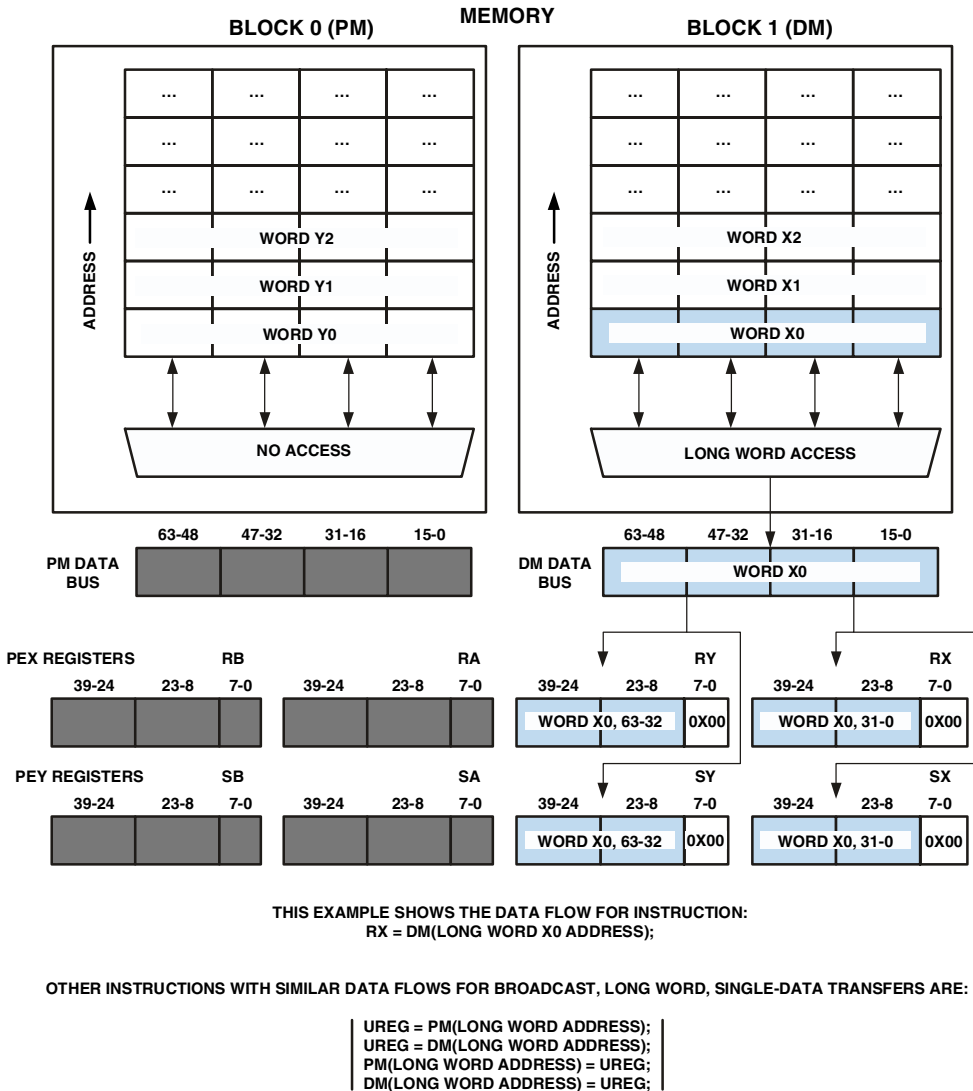 MEMORY
BLOCK 0 (PM) BLOCK 1 (DM)
... ... ... ... ... ... ... ...
... ... ... ... ... ... ... ...
... ... ... ... ... ... ... ...
ADDRESS ADDRESS
WORD Y2 WORD X2
WORD Y1 WORD X1
WORD Y0 WORD X0
NO ACCESS LONG WORD ACCESS
63-48 47-32 31-16 15-0 63-48 47-32 31-16 15-0
PM DATA BUS DM DATA BUS
WORD X0
PEX REGISTERS RB RA RY RX
39-24 23-8 7-0 39-24 23-8 7-0 39-24 23-8 7-0 39-24 23-8 7-0
WORD X0, 63-32 0X00 WORD X0, 31-0 0X00
PEY REGISTERS SB SA SY SX
39-24 23-8 7-0 39-24 23-8 7-0 39-24 23-8 7-0 39-24 23-8 7-0
WORD X0, 63-32 0X00 WORD X0, 31-0 0X00
THIS EXAMPLE SHOWS THE DATA FLOW FOR INSTRUCTION:
RX = DM(LONG WORD X0 ADDRESS);
OTHER INSTRUCTIONS WITH SIMILAR DATA FLOWS FOR BROADCAST, LONG WORD, SINGLE-DATA TRANSFERS ARE:
UREG = PM(LONG WORD ADDRESS);
UREG = DM(LONG WORD ADDRESS);
PM(LONG WORD ADDRESS) = UREG;
DM(LONG WORD ADDRESS) = UREG;